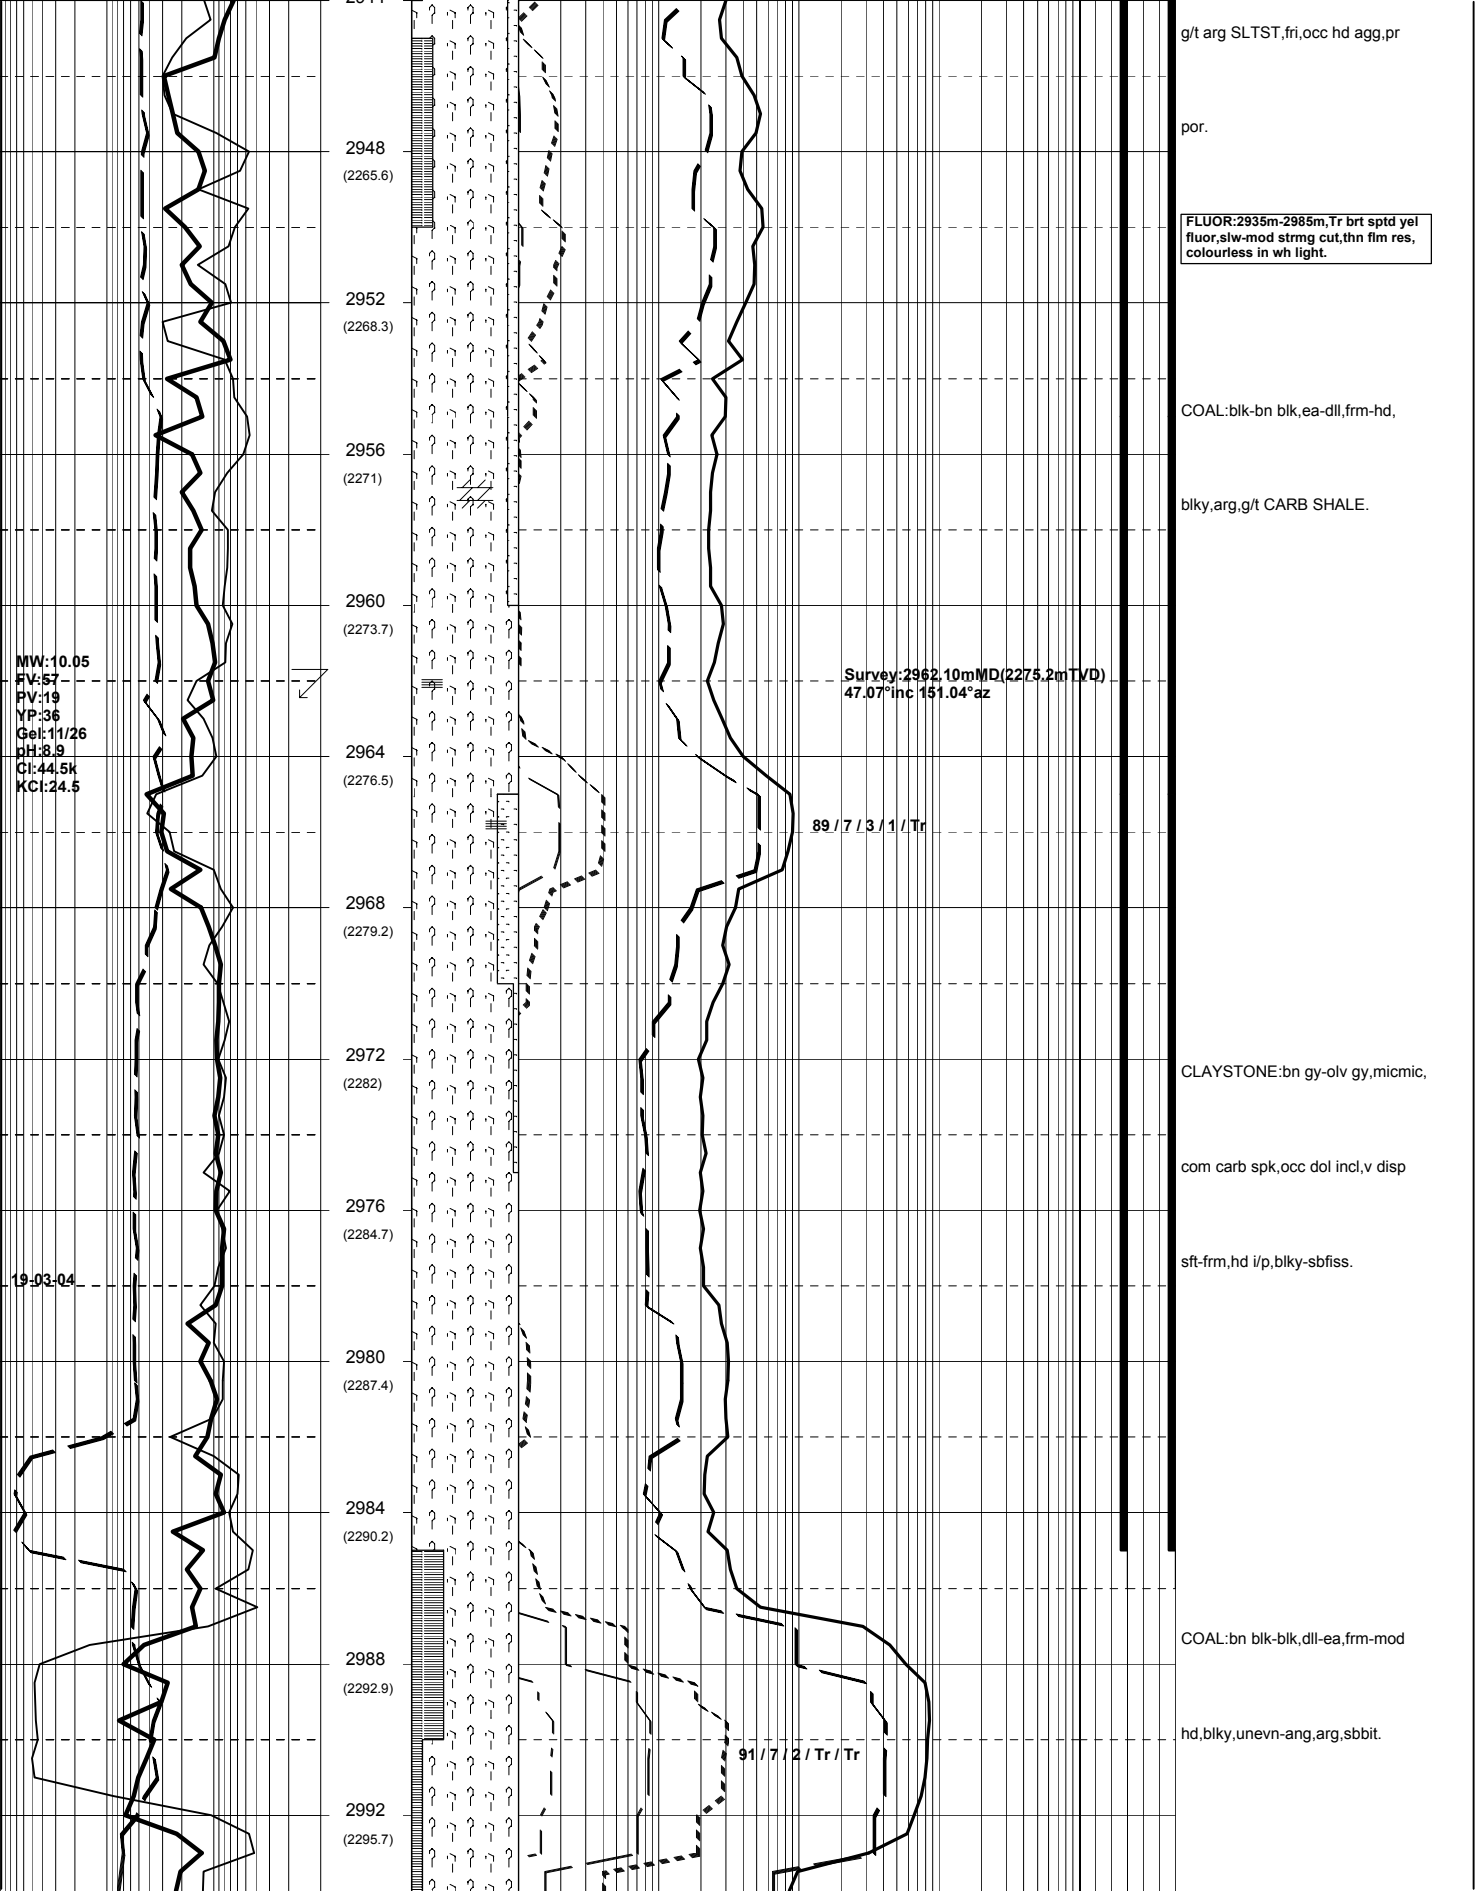 g/t arg SLTST,fri,occ hd agg,pr
por.
2948
(2265.6)
FLUOR:2935m-2985m,Tr brt sptd yel
fluor,slw-mod strmg cut,thn flm res,
colourless in wh light.
2952
(2268.3)
COAL:blk-bn blk,ea-dll,frm-hd,
2956
(2271)
blky,arg,g/t CARB SHALE.
2960
(2273.7)
MW:10.05
FV:57
PV:19
YP:36
Gel:11/26
pH:8.9
Cl:44.5k
KCl:24.5
Survey:2962.10mMD(2275.2mTVD)
47.07°inc 151.04°az
2964
(2276.5)
89 / 7 / 3 / 1 / Tr
2968
(2279.2)
2972
(2282)
CLAYSTONE:bn gy-olv gy,micmic,
com carb spk,occ dol incl,v disp
2976
(2284.7)
sft-frm,hd i/p,blky-sbfiss.
19-03-04
2980
(2287.4)
2984
(2290.2)
COAL:bn blk-blk,dll-ea,frm-mod
2988
(2292.9)
hd,blky,unevn-ang,arg,sbbit.
91 / 7 / 2 / Tr / Tr
2992
(2295.7)